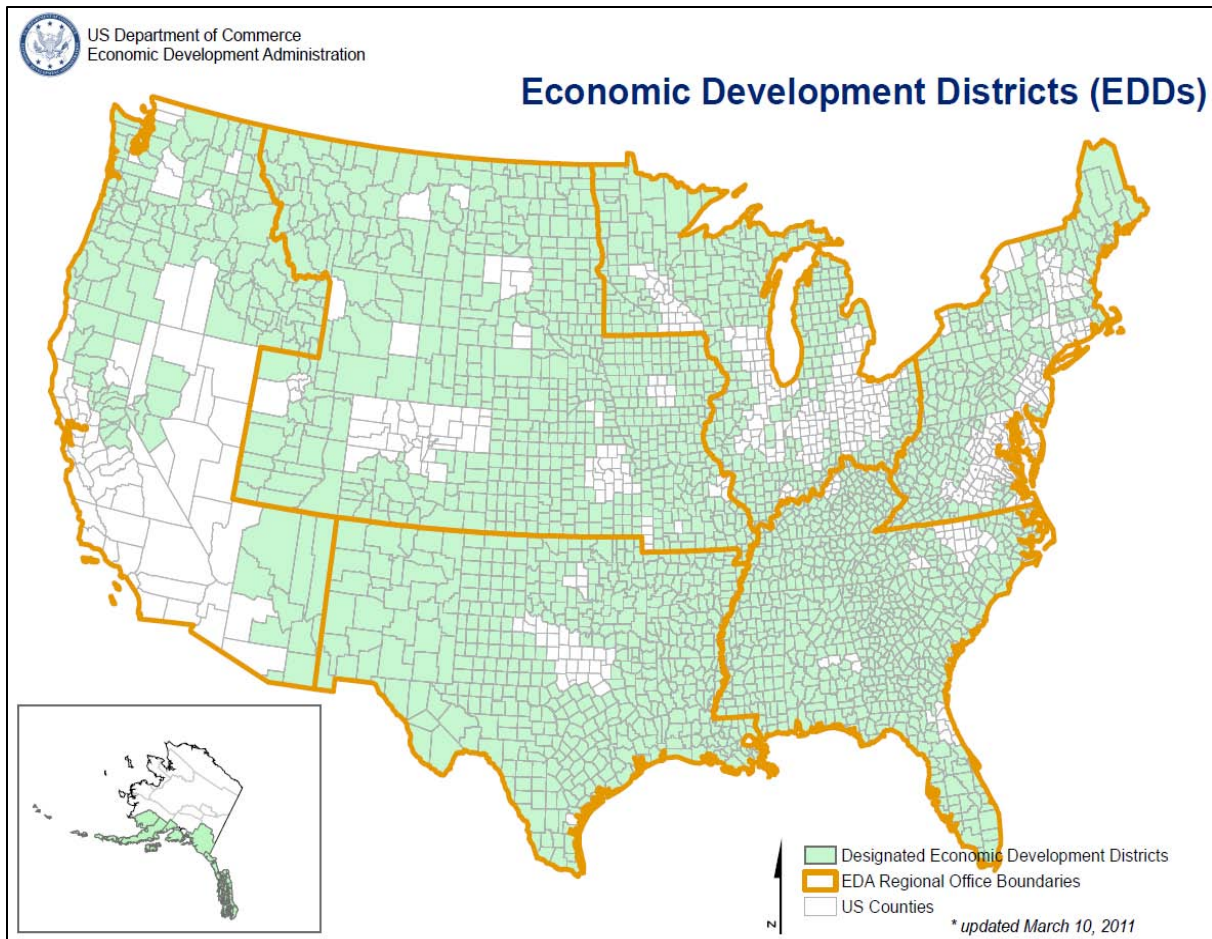 US Department of Commerce
Economic Development Administration
Economic Development Districts (EDDs)
Designated Economic Development Districts
EDA Regional Office Boundaries
US Counties
N
* updated March 10, 2011